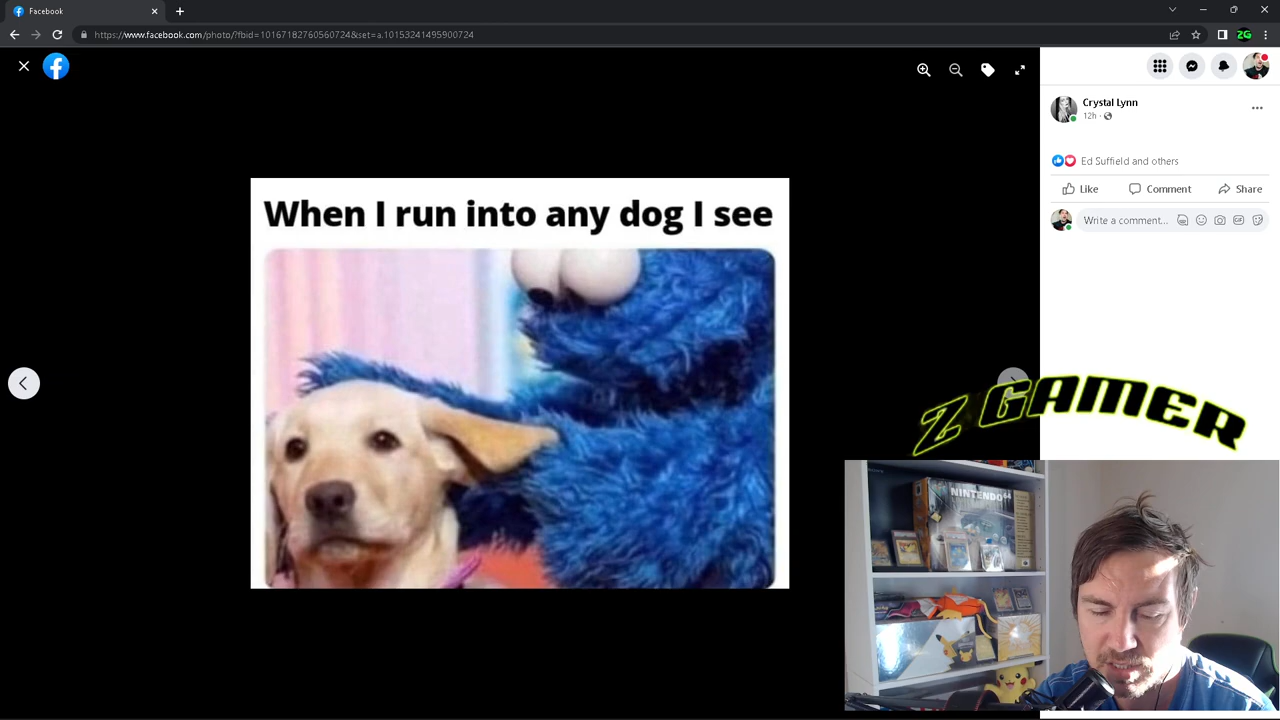 Facebook
https://www.facebook.com/photo/?fbid=10167182760560724&set=a.10153241495900724
2G
Crystal Lynn
12h ·
Ed Suffield and others
Like
Comment
Share
Write a comment...
When I run into any dog I see
Z GAMER
NINTENDO 64